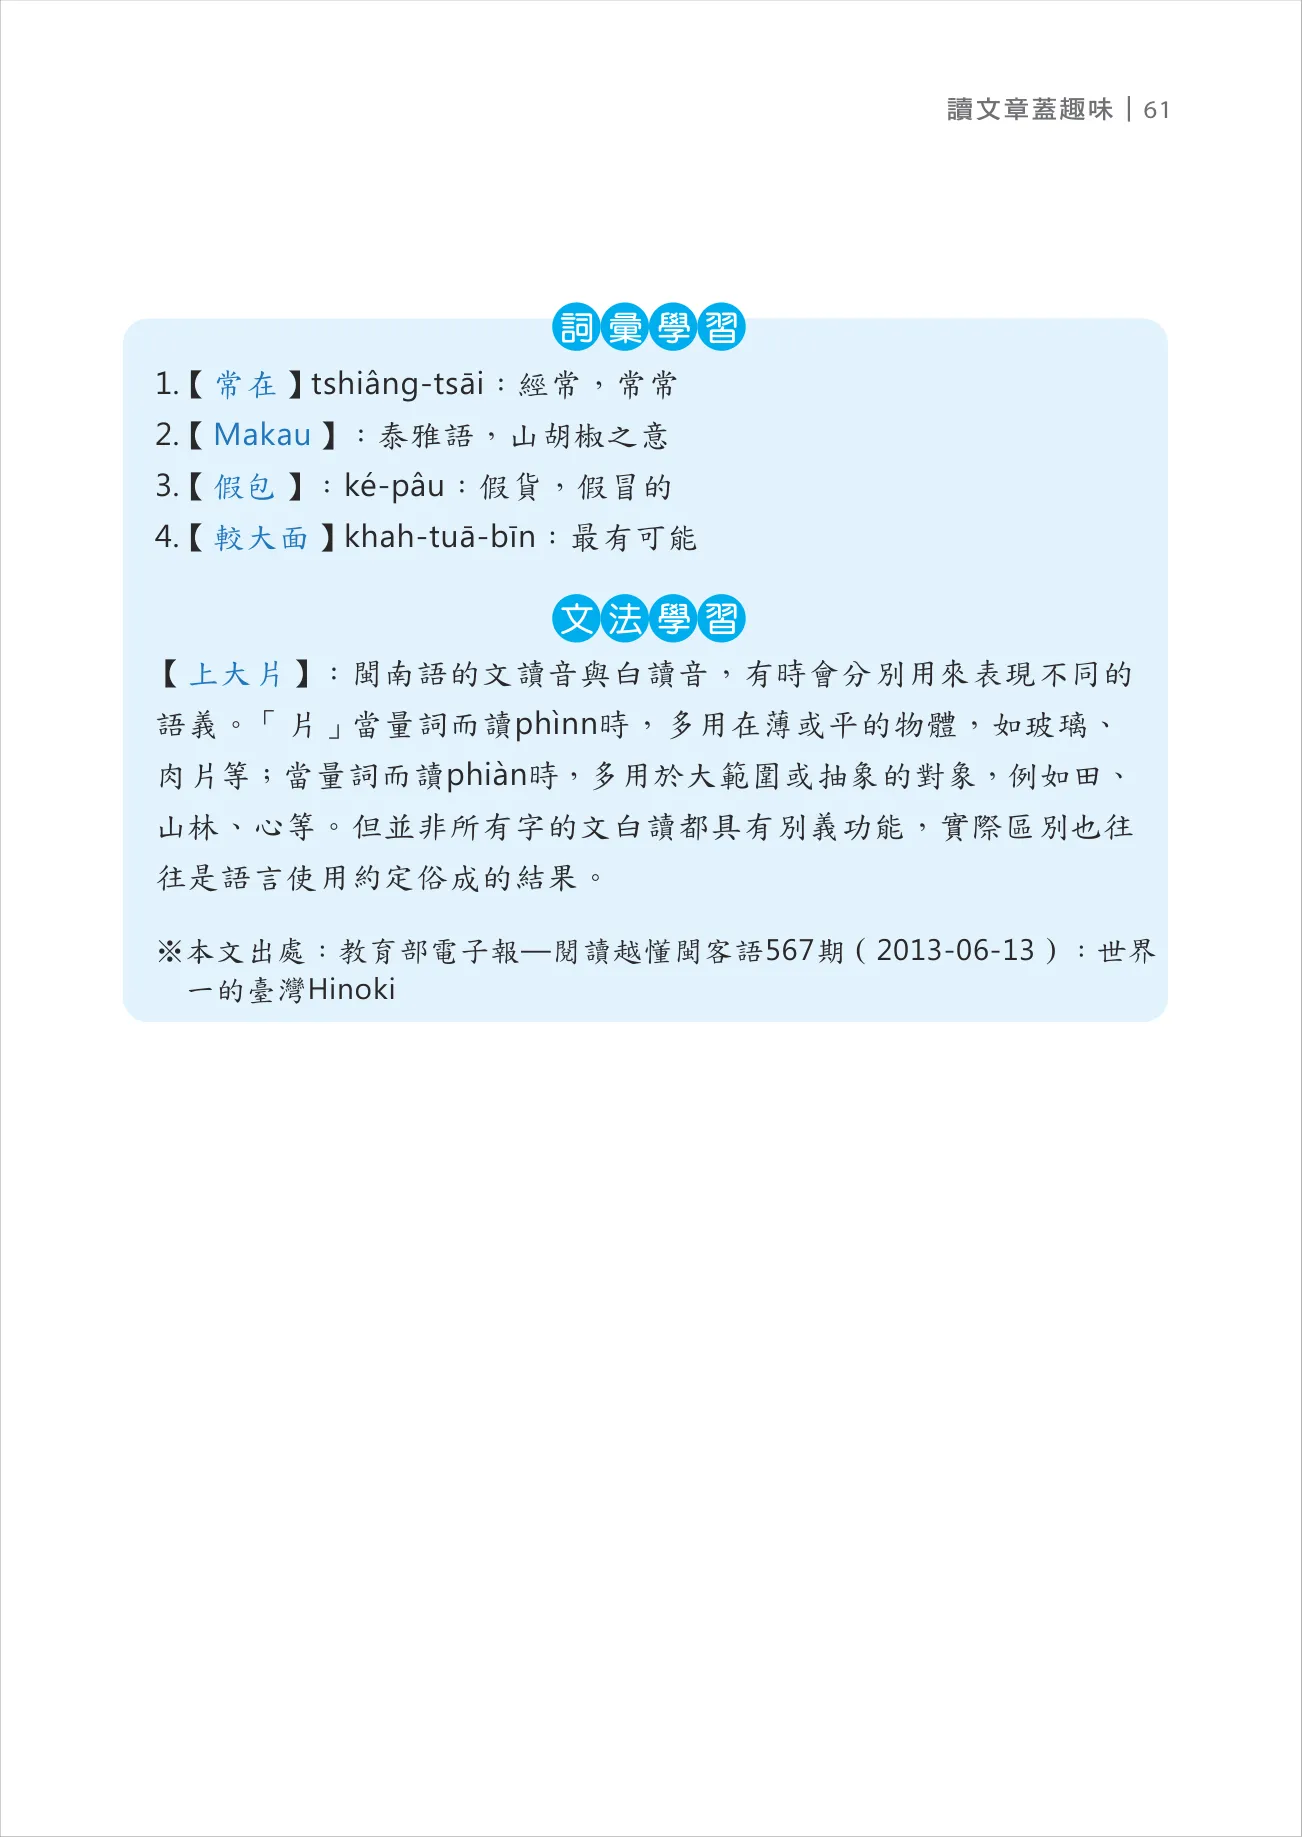 讀文章蓋趣味｜61
詞彙學習
1.【常在】tshiâng-tsāi：經常，常常
2.【Makau】：泰雅語，山胡椒之意
3.【假包】：ké-pâu：假貨，假冒的
4.【較大面】khah-tuā-bīn：最有可能
文法學習
【上大片】：閩南語的文讀音與白讀音，有時會分別用來表現不同的
語義。「片」當量詞而讀phìnn時，多用在薄或平的物體，如玻璃、
肉片等；當量詞而讀phiàn時，多用於大範圍或抽象的對象，例如田、
山林、心等。但並非所有字的文白讀都具有別義功能，實際區別也往
往是語言使用約定俗成的結果。
※本文出處：教育部電子報—閱讀越懂閩客語567期（2013-06-13）：世界
一的臺灣Hinoki